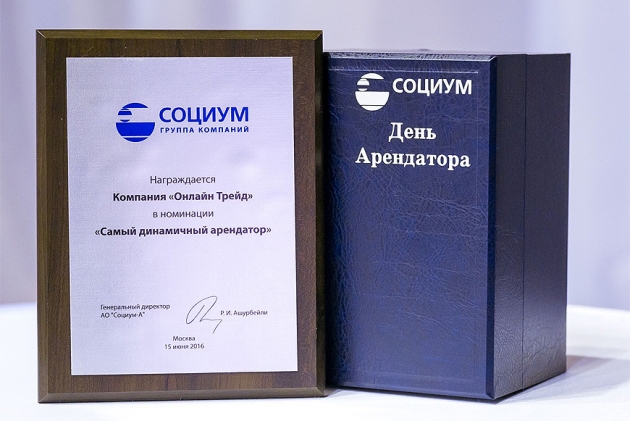 СОЦИУМ
ГРУППА КОМПАНИЙ
Награждается
Компания «Онлайн Трейд»
в номинации
«Самый динамичный арендатор»
Генеральный директор
АО "Социум-А"
Р. И. Ашурбейли
Москва
15 июня 2016
СОЦИУМ
День
Арендатора